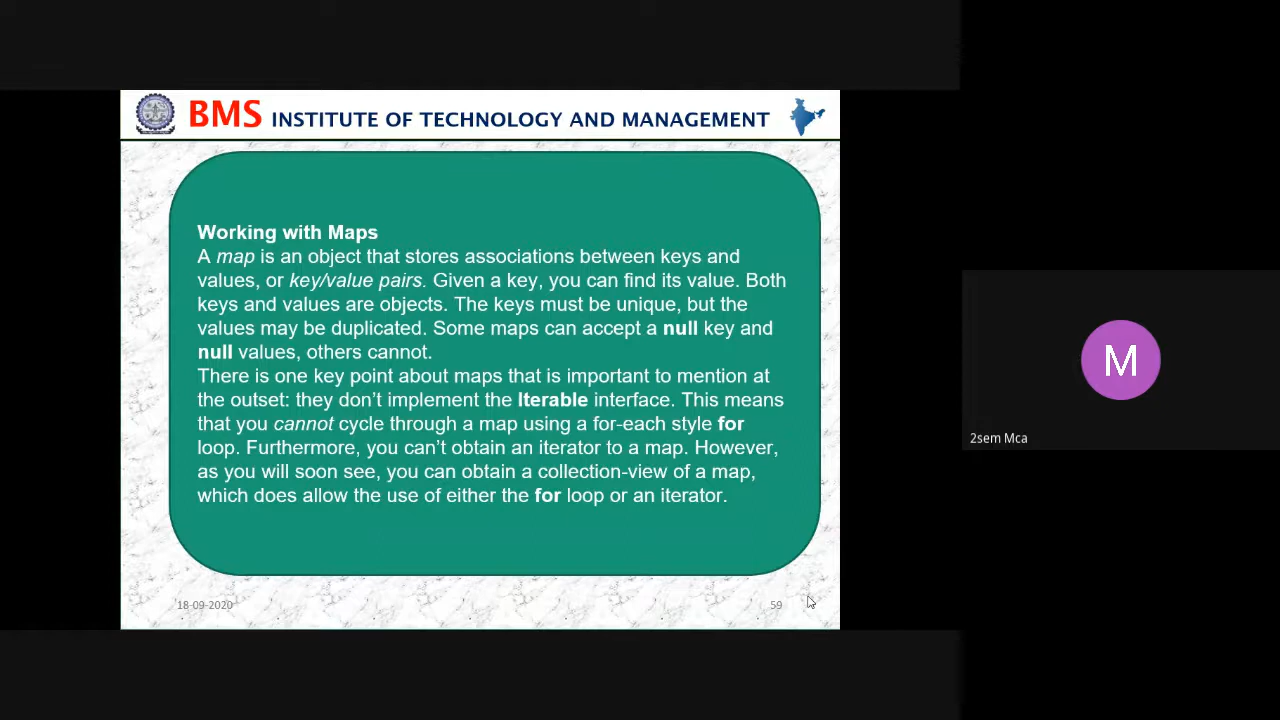 BMS INSTITUTE OF TECHNOLOGY AND MANAGEMENT
Working with Maps
A map is an object that stores associations between keys and
values, or key/value pairs. Given a key, you can find its value. Both
keys and values are objects. The keys must be unique, but the
values may be duplicated. Some maps can accept a null key and
null values, others cannot.
There is one key point about maps that is important to mention at
the outset: they don't implement the Iterable interface. This means
that you cannot cycle through a map using a for-each style for
loop. Furthermore, you can't obtain an iterator to a map. However,
as you will soon see, you can obtain a collection-view of a map,
which does allow the use of either the for loop or an iterator.
18-09-2020
59
M
2sem Mca